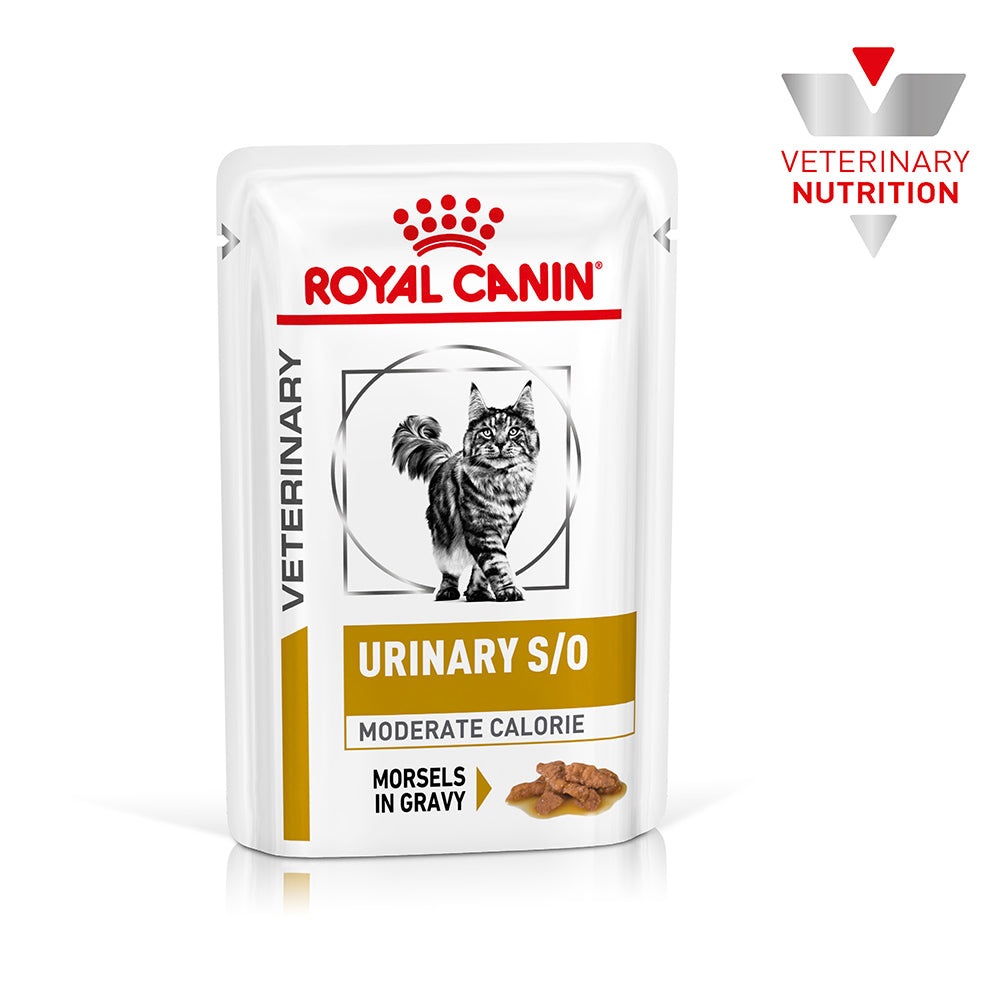 VETERINARY
NUTRITION
ROYAL CANIN®
VETERINARY
URINARY S/O
MODERATE CALORIE
MORSELS
IN GRAVY